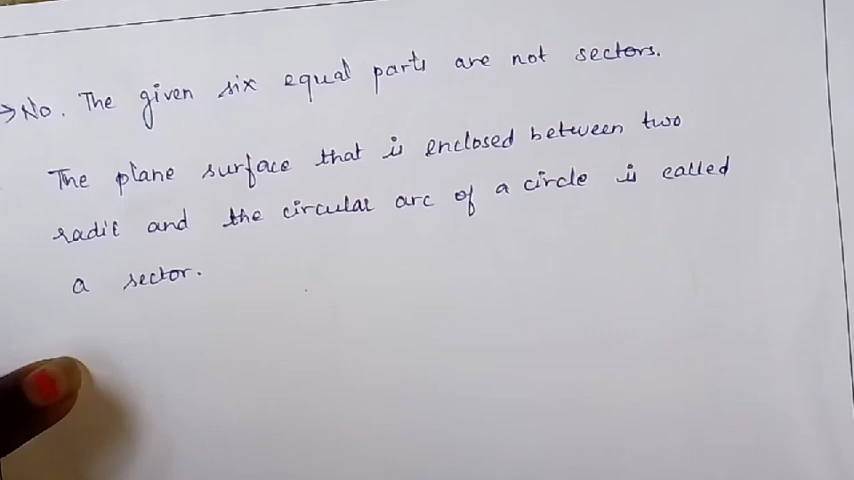 → No. The given six equal parts are not sectors.
The plane surface that is enclosed between two
radii and the circular arc of a circle is called
a sector.